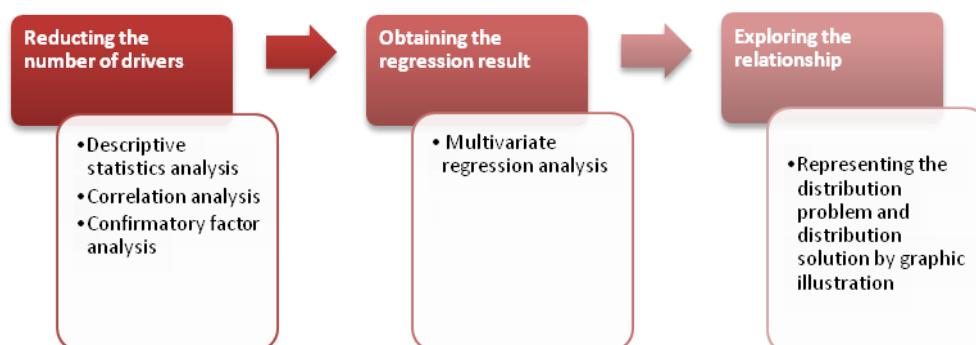 Reducting the
number of drivers
•Descriptive
statistics analysis
•Correlation analysis
•Confirmatory factor
analysis
Obtaining the
regression result
• Multivariate
regression analysis
Exploring the
relationship
•Representing the
distribution
problem and
distribution
solution by graphic
illustration